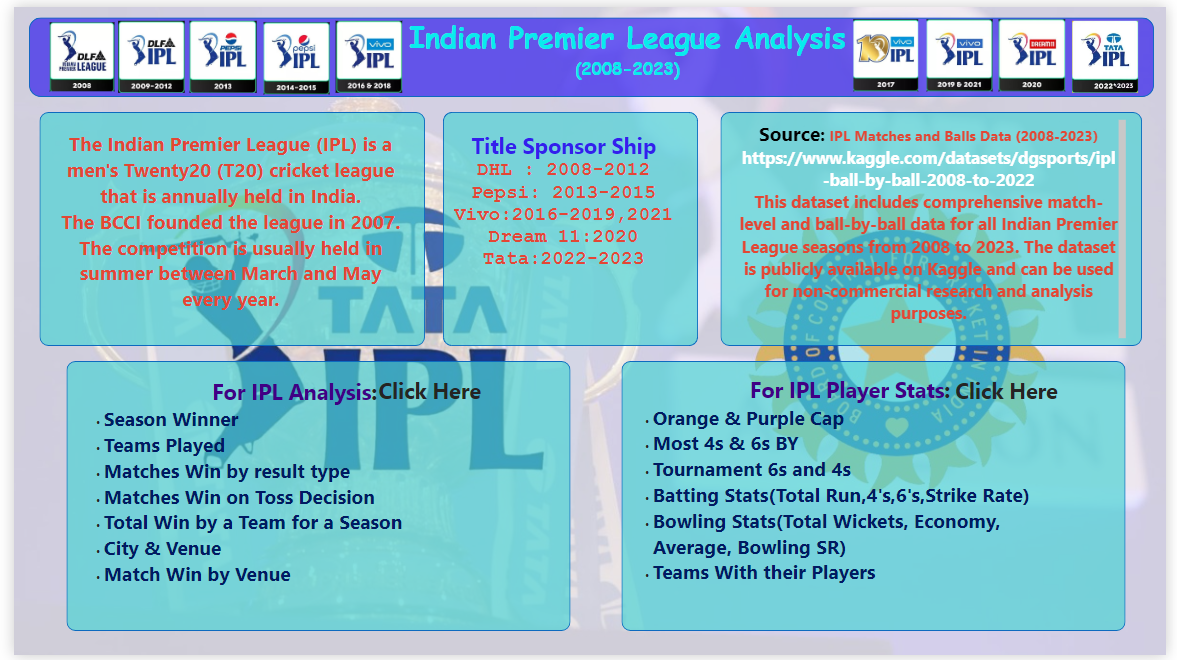 Indian Premier League Analysis
(2008-2023)
DLF
INDIAN
PREMIER LEAGUE
2008
DLF
IPL
2009-2012
PEPSI
IPL
2013
pepsi
IPL
2014-2015
vivo
IPL
2016 & 2018
10 vivo
IPL
2017
vivo
IPL
2019 & 2021
DREAM11
IPL
2020
TATA
IPL
2022*2023
The Indian Premier League (IPL) is a
men's Twenty20 (T20) cricket league
that is annually held in India.
The BCCI founded the league in 2007.
The competition is usually held in
summer between March and May
every year.
Title Sponsor Ship
DHL : 2008-2012
Pepsi: 2013-2015
Vivo:2016-2019,2021
Dream 11:2020
Tata:2022-2023
Source: IPL Matches and Balls Data (2008-2023)
https://www.kaggle.com/datasets/dgsports/ipl
-ball-by-ball-2008-to-2022
This dataset includes comprehensive match-
level and ball-by-ball data for all Indian Premier
League seasons from 2008 to 2023. The dataset
is publicly available on Kaggle and can be used
for non-commercial research and analysis
purposes.
TATA
IPL
BOARD OF CONTROL FOR CRICKET IN INDIA
For IPL Analysis:Click Here
· Season Winner
· Teams Played
· Matches Win by result type
· Matches Win on Toss Decision
· Total Win by a Team for a Season
· City & Venue
· Match Win by Venue
For IPL Player Stats: Click Here
· Orange & Purple Cap
· Most 4s & 6s BY
· Tournament 6s and 4s
· Batting Stats(Total Run,4's,6's,Strike Rate)
· Bowling Stats(Total Wickets, Economy,
Average, Bowling SR)
· Teams With their Players